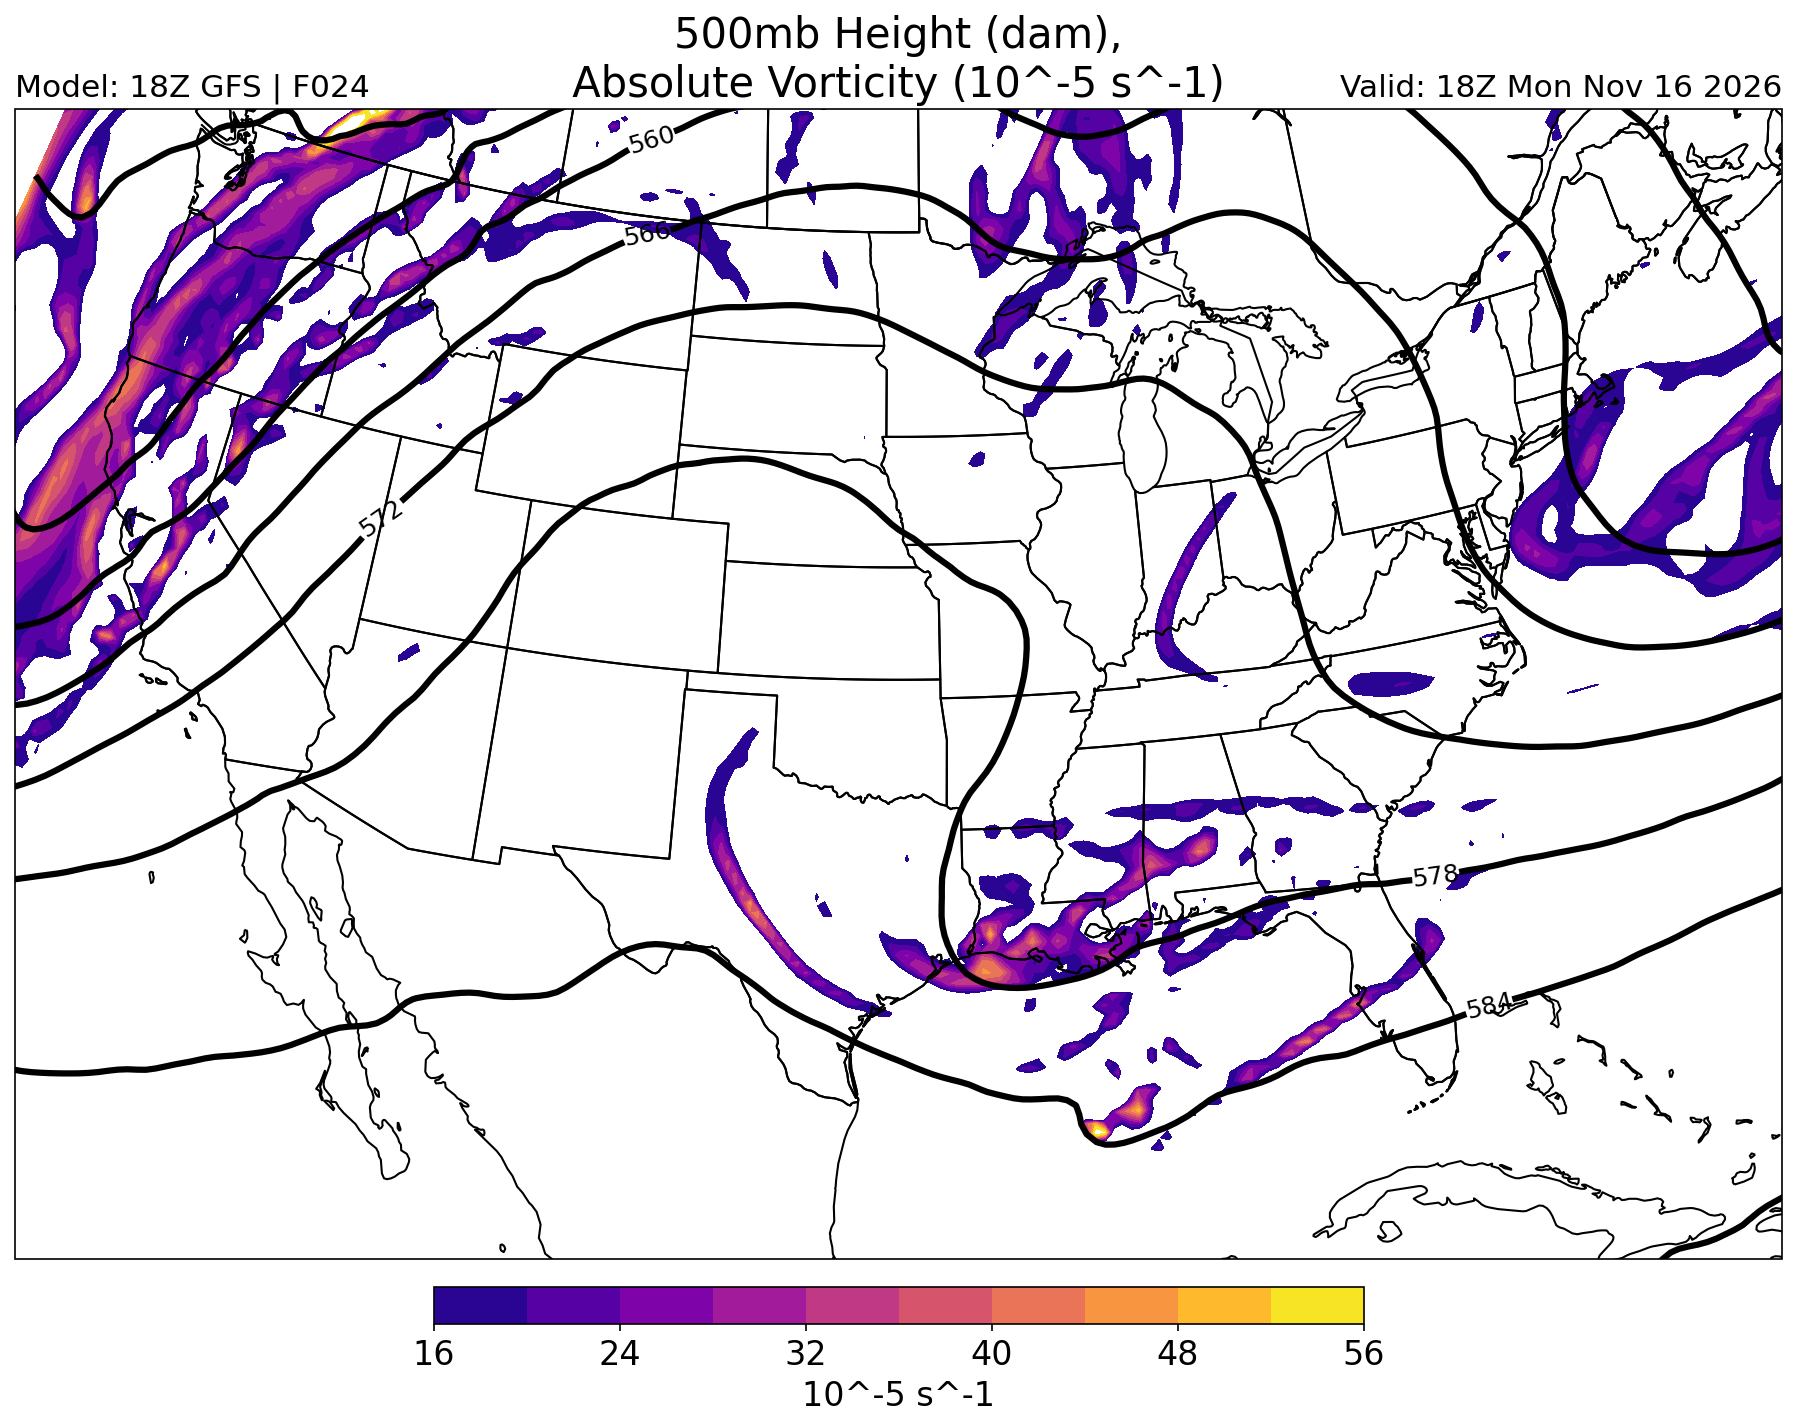 500mb Height (dam),
Model: 18Z GFS | F024
Absolute Vorticity (10^-5 s^-1)
Valid: 18Z Mon Nov 16 2026
560
566
572
578
584
16 24 32 40 48 56
10^-5 s^-1